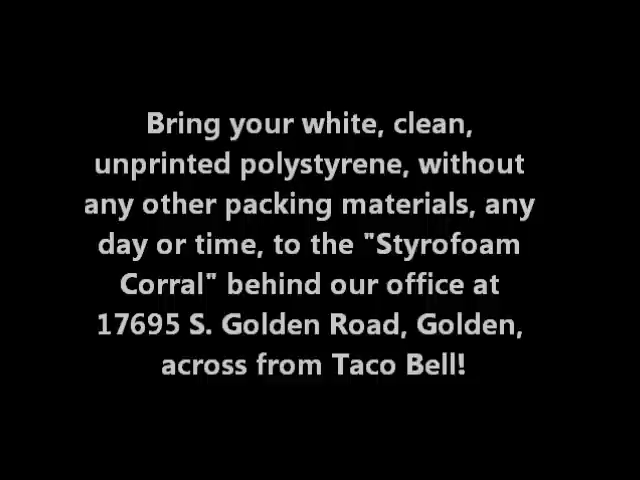 Bring your white, clean,
unprinted polystyrene, without
any other packing materials, any
day or time, to the "Styrofoam
Corral" behind our office at
17695 S. Golden Road, Golden,
across from Taco Bell!